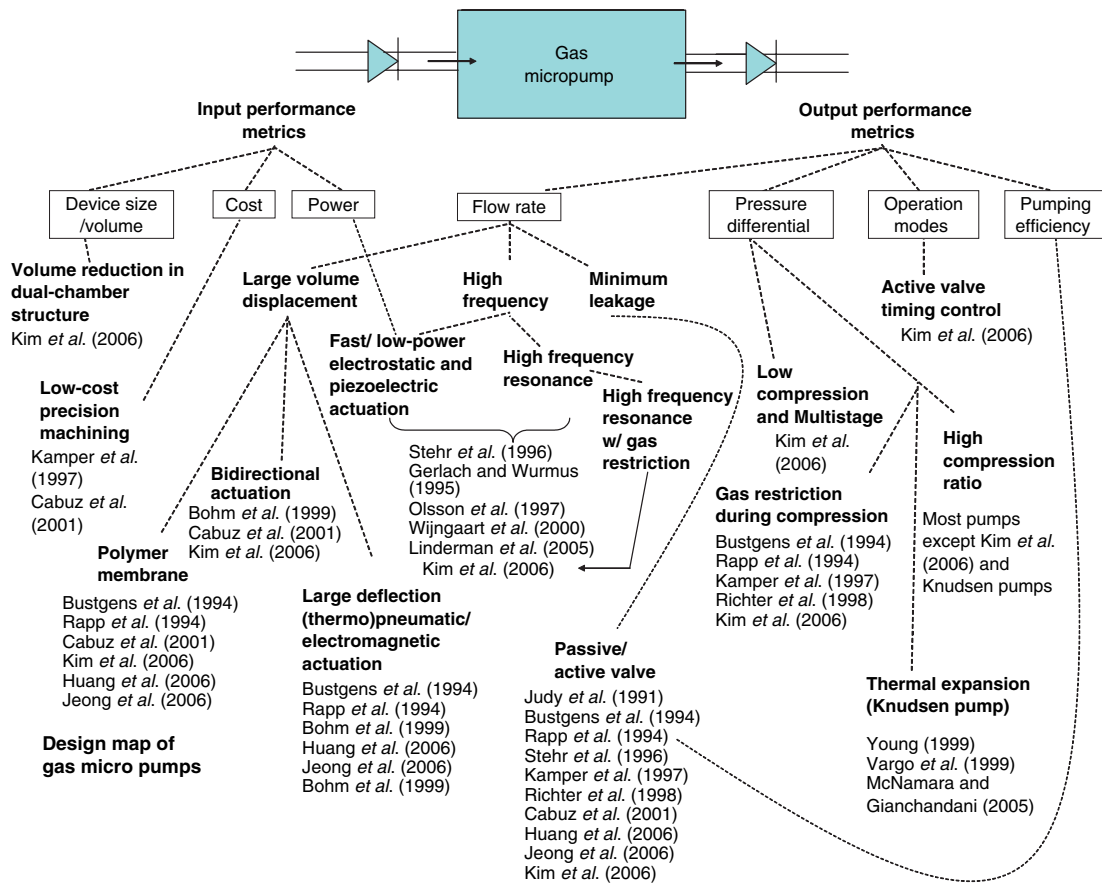 Gas
micropump
Input performance
metrics
Output performance
metrics
Device size
/volume
Cost
Power
Flow rate
Pressure
differential
Operation
modes
Pumping
efficiency
Volume reduction in
dual-chamber
structure
Kim et al. (2006)
Low-cost
precision
machining
Kamper et al.
(1997)
Cabuz et al.
(2001)
Large volume
displacement
High
frequency
Minimum
leakage
Fast/ low-power
electrostatic and
piezoelectric
actuation
High frequency
resonance
High frequency
resonance
w/ gas
restriction
Stehr et al. (1996)
Gerlach and Wurmus
(1995)
Olsson et al. (1997)
Wijngaart et al. (2000)
Linderman et al. (2005)
Kim et al. (2006)
Bidirectional
actuation
Bohm et al. (1999)
Cabuz et al. (2001)
Kim et al. (2006)
Polymer
membrane
Bustgens et al. (1994)
Rapp et al. (1994)
Cabuz et al. (2001)
Kim et al. (2006)
Huang et al. (2006)
Jeong et al. (2006)
Large deflection
(thermo)pneumatic/
electromagnetic
actuation
Bustgens et al. (1994)
Rapp et al. (1994)
Bohm et al. (1999)
Huang et al. (2006)
Jeong et al. (2006)
Bohm et al. (1999)
Passive/
active valve
Judy et al. (1991)
Bustgens et al. (1994)
Rapp et al. (1994)
Stehr et al. (1996)
Kamper et al. (1997)
Richter et al. (1998)
Cabuz et al. (2001)
Huang et al. (2006)
Jeong et al. (2006)
Kim et al. (2006)
Low
compression
and Multistage
Kim et al.
(2006)
Gas restriction
during compression
Bustgens et al. (1994)
Rapp et al. (1994)
Kamper et al. (1997)
Richter et al. (1998)
Kim et al. (2006)
Active valve
timing control
Kim et al. (2006)
High
compression
ratio
Most pumps
except Kim et al.
(2006) and
Knudsen pumps
Thermal expansion
(Knudsen pump)
Young (1999)
Vargo et al. (1999)
McNamara and
Gianchandani (2005)
Design map of
gas micro pumps